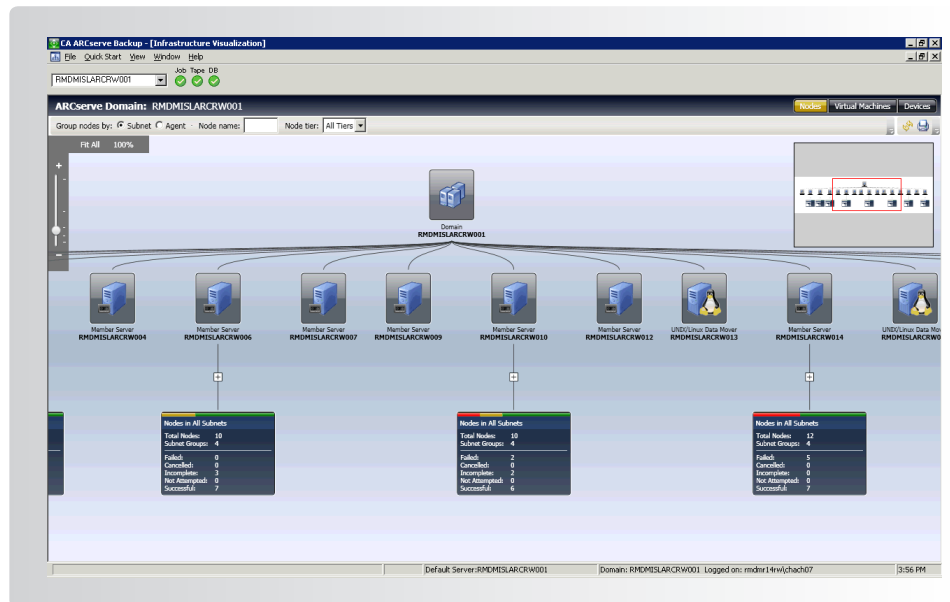 CA ARCserve Backup - [Infrastructure Visualization]
File Quick Start View Window Help
RMDMISLARCRW001
Job Tape DB
ARCserve Domain: RMDMISLARCRW001
Nodes Virtual Machines Devices
Group nodes by: Subnet Agent - Node name: Node tier: All Tiers
Fit All 100%
Domain
RMDMISLARCRW001
Member Server
RMDMISLARCRW004
Member Server
RMDMISLARCRW006
Member Server
RMDMISLARCRW007
Member Server
RMDMISLARCRW009
Member Server
RMDMISLARCRW010
Member Server
RMDMISLARCRW012
UNIX/Linux Data Mover
RMDMISLARCRW013
Member Server
RMDMISLARCRW014
UNIX/Linux Data Mo
RMDMISLARCRW0
Nodes in All Subnets
Total Nodes: 10
Subnet Groups: 4
Failed: 0
Cancelled: 0
Incomplete: 3
Not Attempted: 0
Successful: 7
Nodes in All Subnets
Total Nodes: 10
Subnet Groups: 4
Failed: 2
Cancelled: 0
Incomplete: 2
Not Attempted: 0
Successful: 6
Nodes in All Subnets
Total Nodes: 12
Subnet Groups: 4
Failed: 5
Cancelled: 0
Incomplete: 0
Not Attempted: 0
Successful: 7
Default Server:RMDMISLARCRW001
Domain: RMDMISLARCRW001 Logged on: rmdmr14rw\chach07
3:56 PM